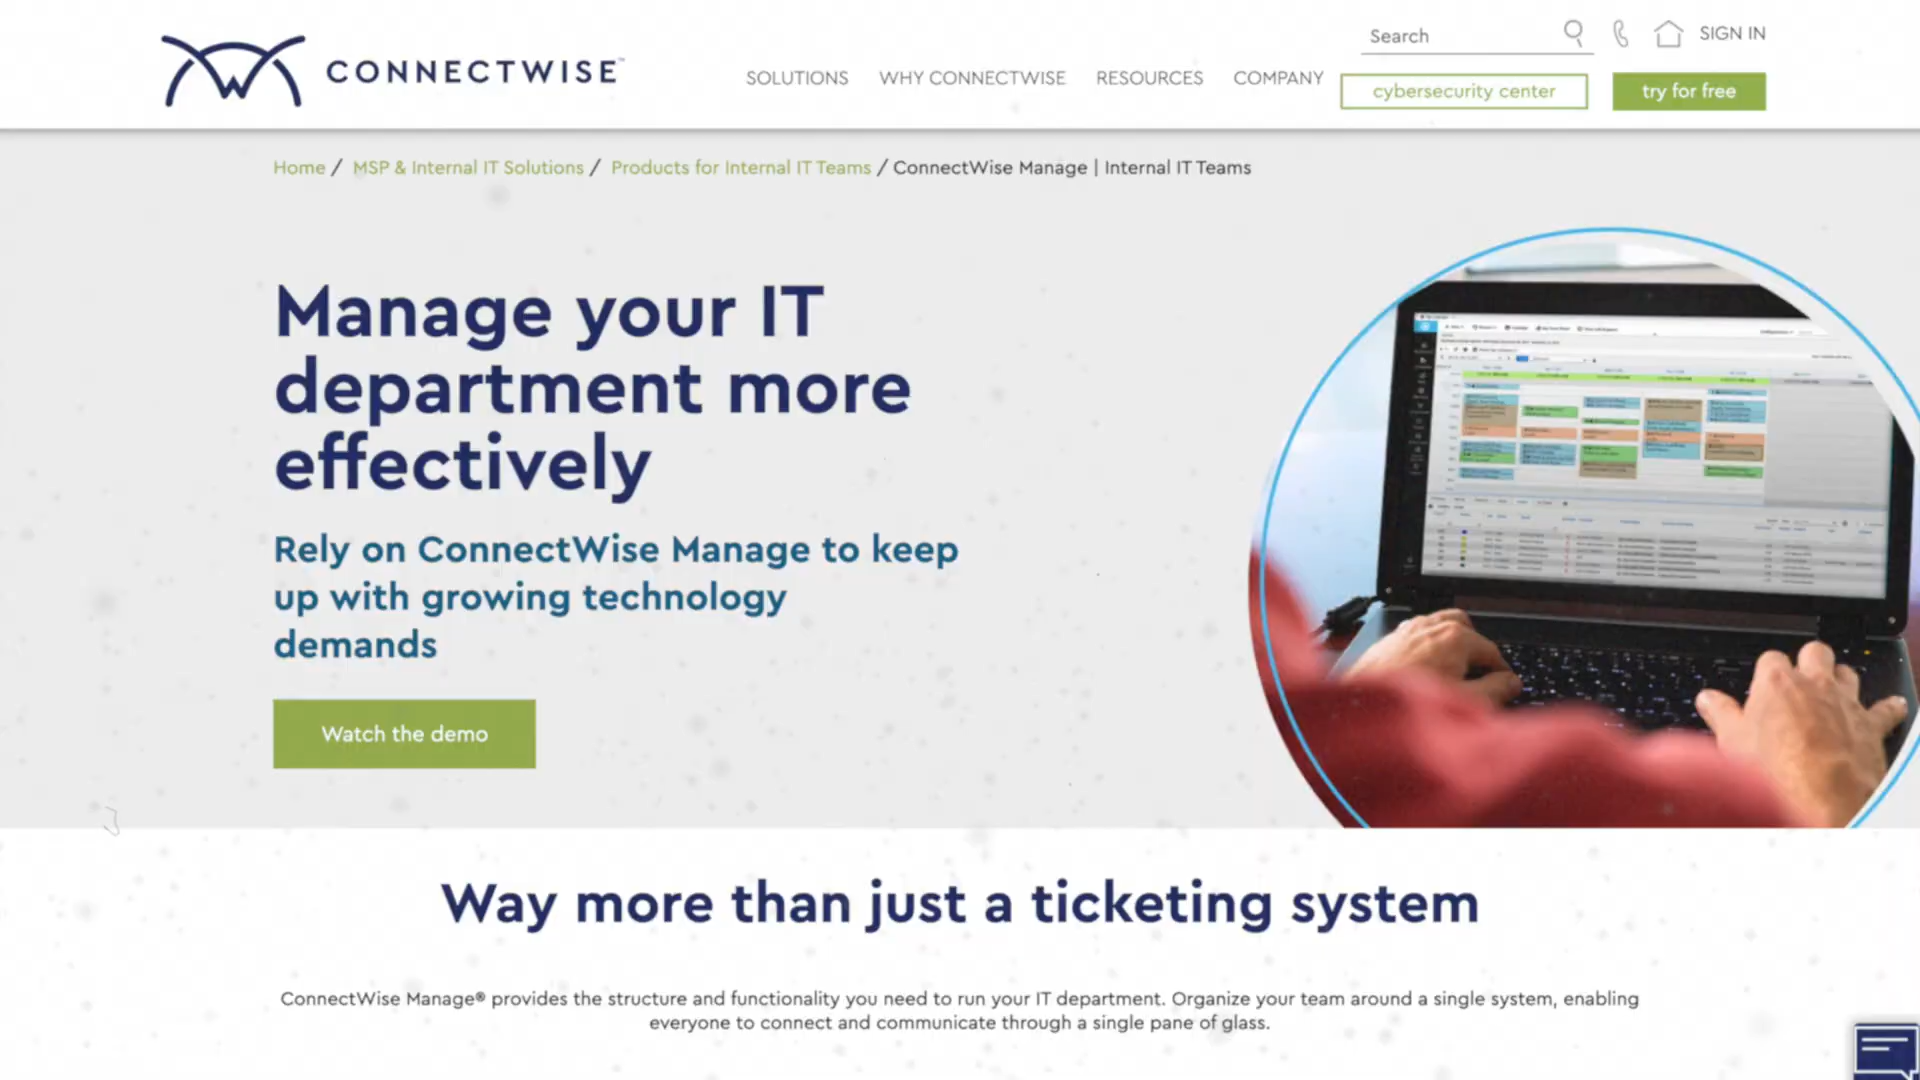 CONNECTWISE™
Search
SIGN IN
SOLUTIONS
WHY CONNECTWISE
RESOURCES
COMPANY
cybersecurity center
try for free
Home / MSP & Internal IT Solutions / Products for Internal IT Teams / ConnectWise Manage | Internal IT Teams
Manage your IT
department more
effectively
Rely on ConnectWise Manage to keep
up with growing technology
demands
Watch the demo
Way more than just a ticketing system
ConnectWise Manage® provides the structure and functionality you need to run your IT department. Organize your team around a single system, enabling
everyone to connect and communicate through a single pane of glass.